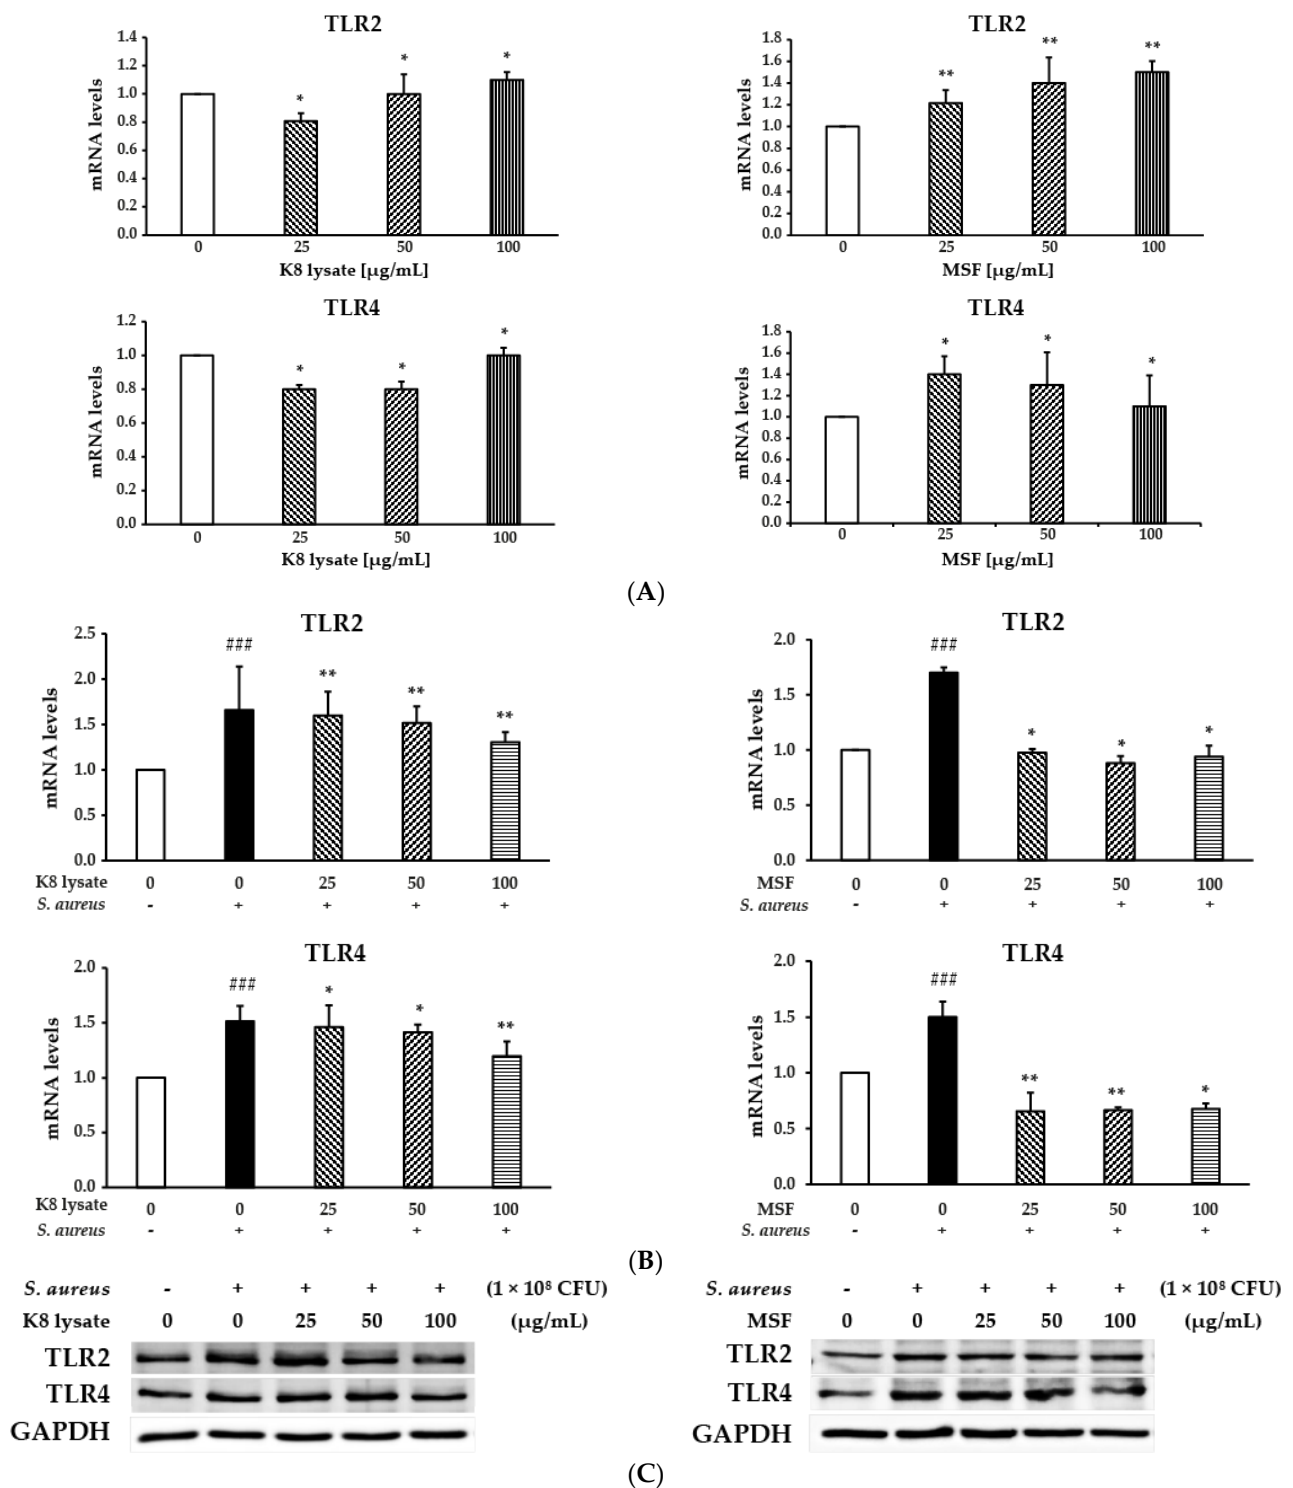 TLR2
1.4
1.2
1.0
0.8
0.6
0.4
0.2
0.0
mRNA levels
* * *
0 25 50 100
K8 lysate [µg/mL]
TLR2
1.8
1.6
1.4
1.2
1.0
0.8
0.6
0.4
0.2
0.0
mRNA levels
** ** **
0 25 50 100
MSF [µg/mL]
TLR4
1.2
1.0
0.8
0.6
0.4
0.2
0.0
mRNA levels
* * *
0 25 50 100
K8 lysate [µg/mL]
TLR4
1.8
1.6
1.4
1.2
1.0
0.8
0.6
0.4
0.2
0.0
mRNA levels
* * *
0 25 50 100
MSF [µg/mL]
(A)
TLR2
2.5
2.0
1.5
1.0
0.5
0.0
mRNA levels
### ** ** **
K8 lysate 0 0 25 50 100
S. aureus - + + + +
TLR2
2.0
1.5
1.0
0.5
0.0
mRNA levels
### * * *
MSF 0 0 25 50 100
S. aureus - + + + +
TLR4
2.0
1.5
1.0
0.5
0.0
mRNA levels
### * * **
K8 lysate 0 0 25 50 100
S. aureus - + + + +
TLR4
2.0
1.5
1.0
0.5
0.0
mRNA levels
### ** ** *
MSF 0 0 25 50 100
S. aureus - + + + +
(B)
S. aureus - + + + + (1 × 10⁸ CFU)
K8 lysate 0 0 25 50 100 (µg/mL)
TLR2
TLR4
GAPDH
S. aureus - + + + + (1 × 10⁸ CFU)
MSF 0 0 25 50 100 (µg/mL)
TLR2
TLR4
GAPDH
(C)